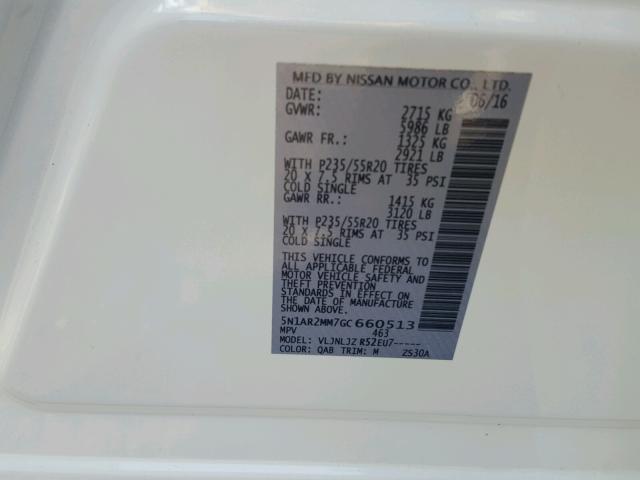 MFD BY NISSAN MOTOR CO., LTD.
DATE: 06/16
GVWR: 2715 KG
5986 LB
GAWR FR.: 1325 KG
2921 LB
WITH P235/55R20 TIRES
20 X 7.5 RIMS AT 35 PSI
COLD SINGLE
GAWR RR.: 1415 KG
3120 LB
WITH P235/55R20 TIRES
20 X 7.5 RIMS AT 35 PSI
COLD SINGLE
THIS VEHICLE CONFORMS TO
ALL APPLICABLE FEDERAL
MOTOR VEHICLE SAFETY AND
THEFT PREVENTION
STANDARDS IN EFFECT ON
THE DATE OF MANUFACTURE
SHOWN ABOVE.
5N1AR2MM7GC660513
MPV 463
MODEL: VLJNLJZ R52EU7-----
COLOR: QAB TRIM: M ZS30A